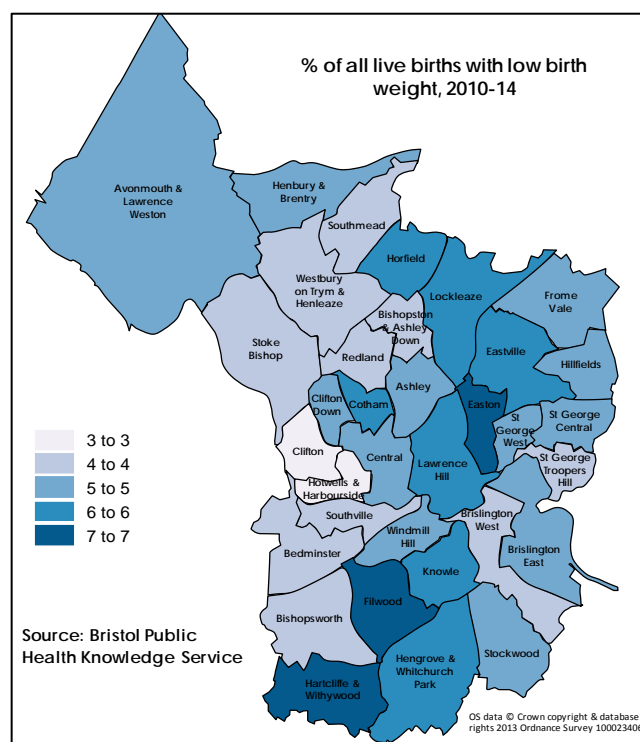 % of all live births with low birth
weight, 2010-14
Avonmouth &
Lawrence
Weston
Henbury &
Brentry
Southmead
Horfield
Westbury
on Trym &
Henleaze
Lockleaze
Frome
Vale
Bishopston
& Ashley
Down
Stoke
Bishop
Redland
Eastville
Hillfields
Ashley
Clifton
Down
Cotham
Easton
St
George
West
St George
Central
3 to 3
4 to 4
5 to 5
6 to 6
7 to 7
Clifton
Central
Lawrence
Hill
St George
Troopers
Hill
Hotwells &
Harbourside
Southville
Brislington
West
Windmill
Hill
Bedminster
Brislington
East
Knowle
Filwood
Bishopsworth
Source: Bristol Public
Health Knowledge Service
Stockwood
Hengrove &
Whitchurch
Park
Hartcliffe &
Withywood
OS data © Crown copyright & database
rights 2013 Ordnance Survey 100023406